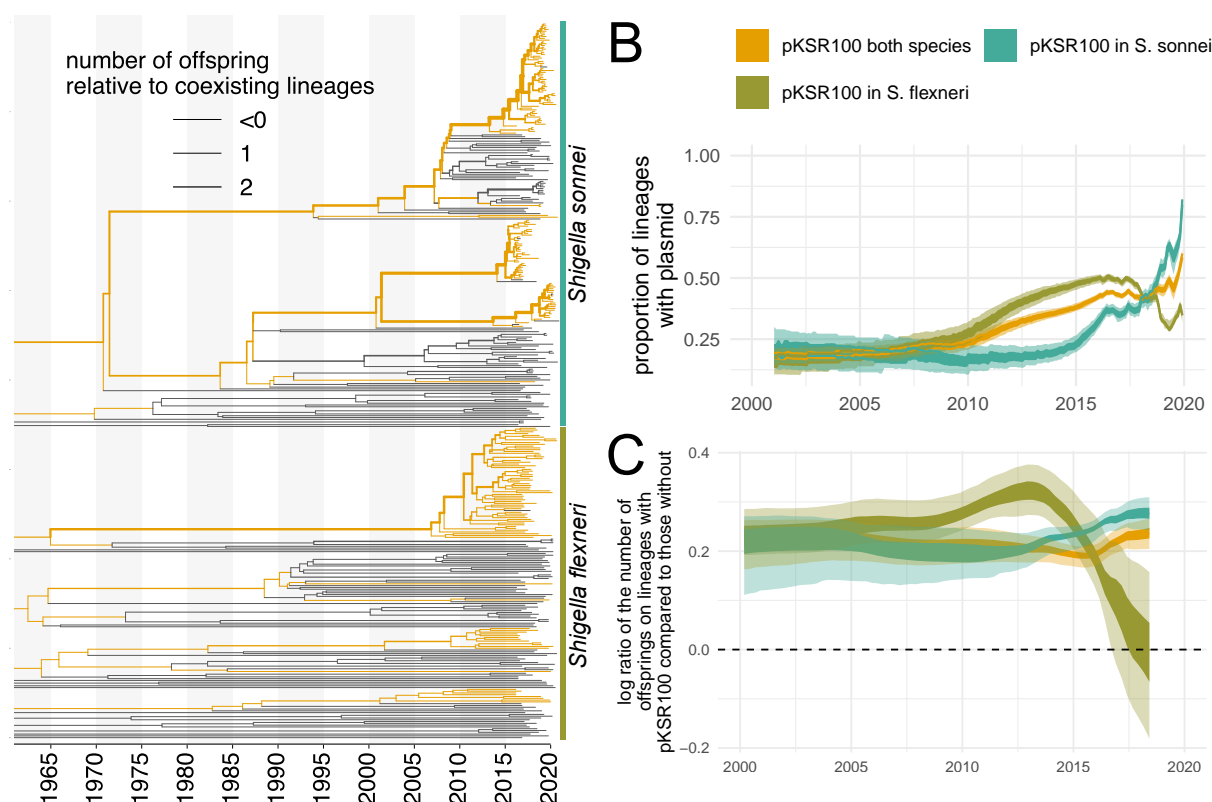 number of offspring
relative to coexisting lineages
<0
1
2
Shigella sonnei
Shigella flexneri
1965
1970
1975
1980
1985
1990
1995
2000
2005
2010
2015
2020
B
pKSR100 both species
pKSR100 in S. sonnei
pKSR100 in S. flexneri
proportion of lineages
with plasmid
1.00
0.75
0.50
0.25
2000
2005
2010
2015
2020
C
log ratio of the number of
offsprings on lineages with
pKSR100 compared to those without
0.4
0.2
0.0
−0.2
2000
2005
2010
2015
2020